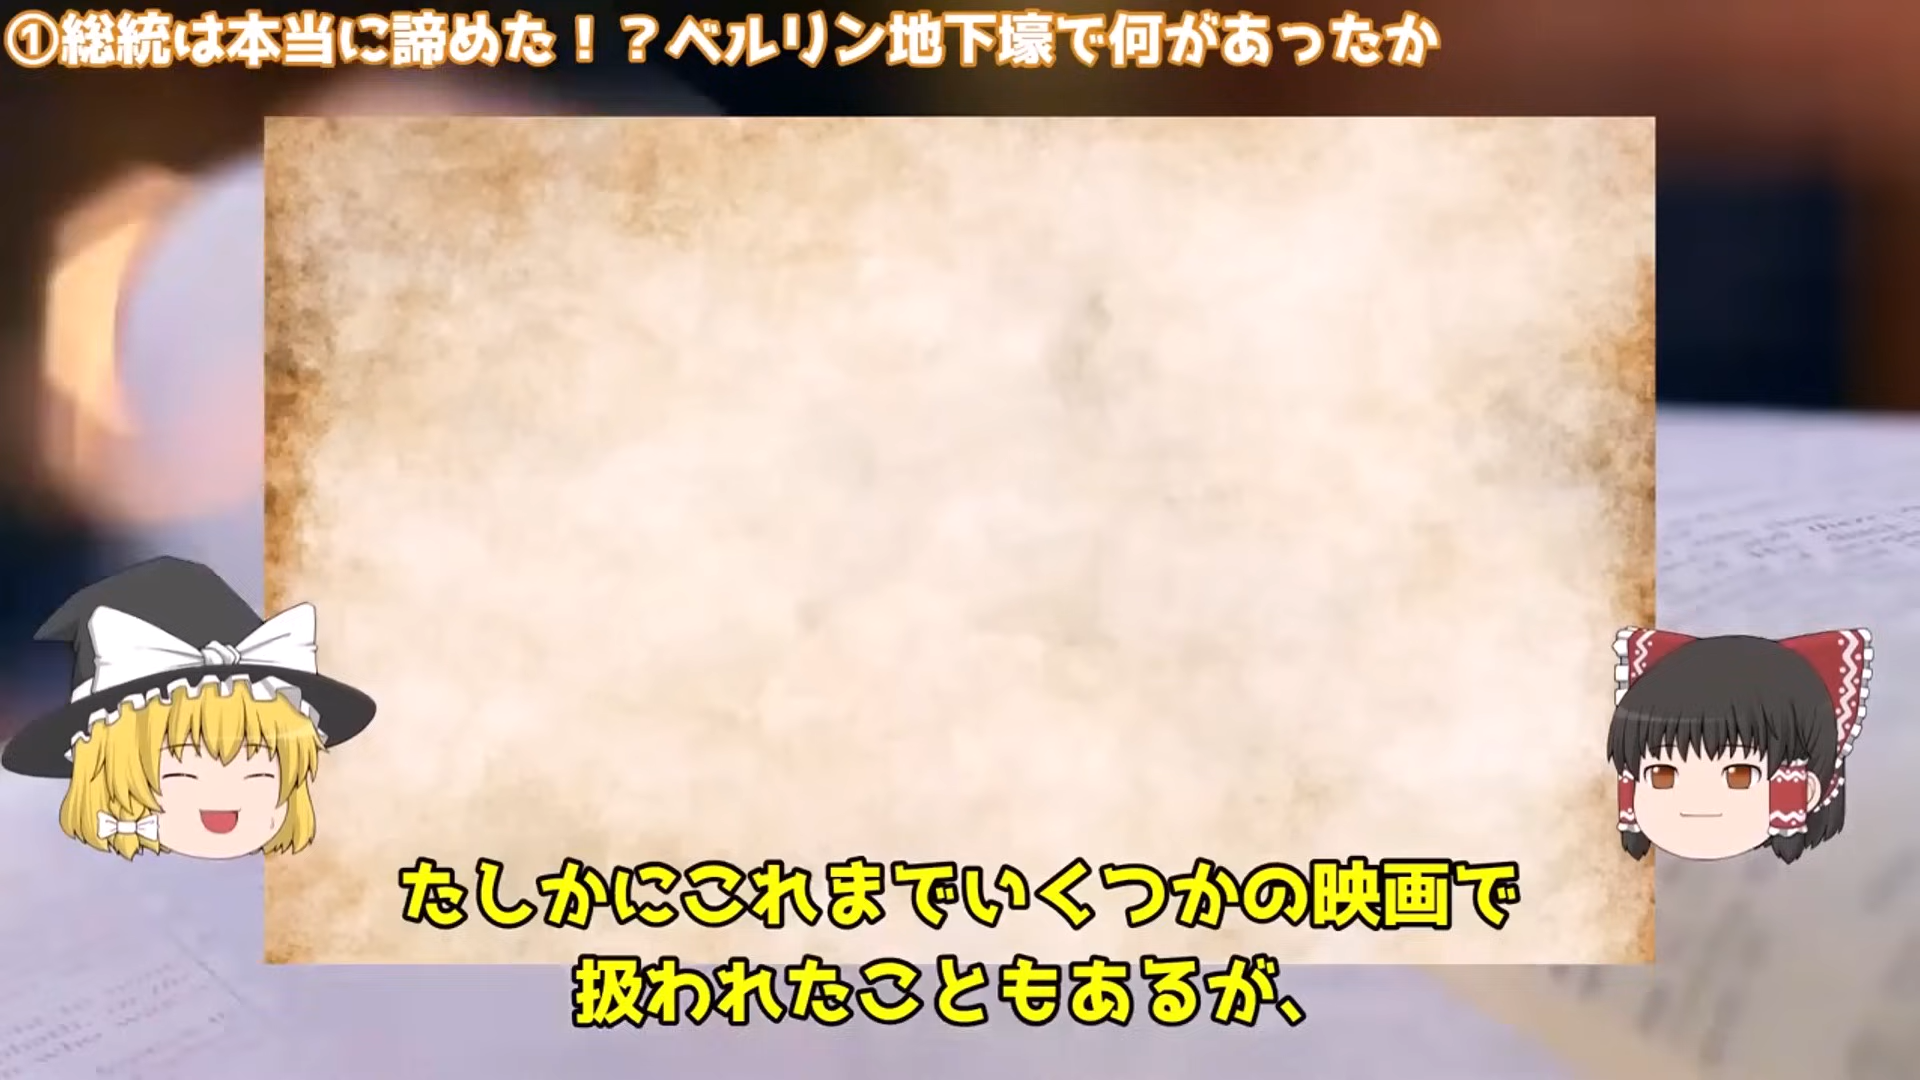 ①総統は本当に諦めた！？ベルリン地下壕で何があったか
たしかにこれまでいくつかの映画で
扱われたこともあるが、